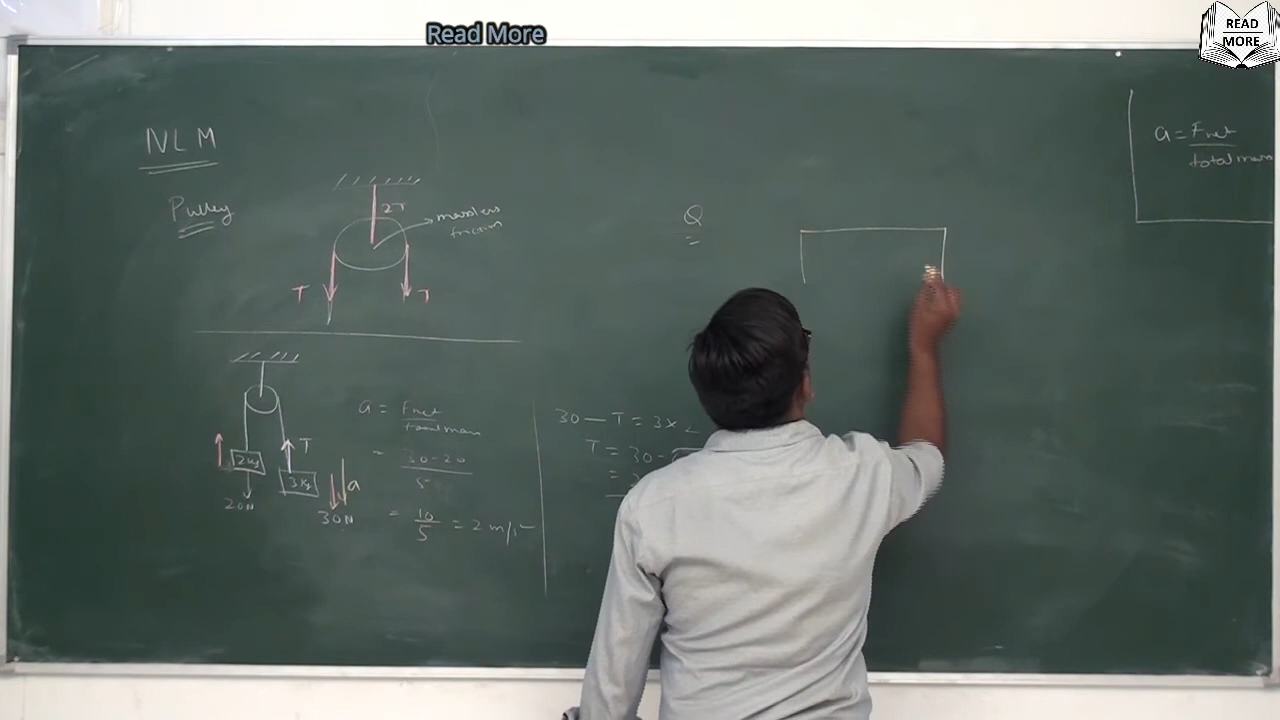 Read More
READ
MORE
NLM
Pulley
2T
massless
T
T
Q
a = Fnet
total mass
T
2kg
3kg
20N
30N
a
a = Fnet
total mass
= 30-20
5
= 10
5
= 2 m/s²
30 — T = 3×2
T = 30-
=